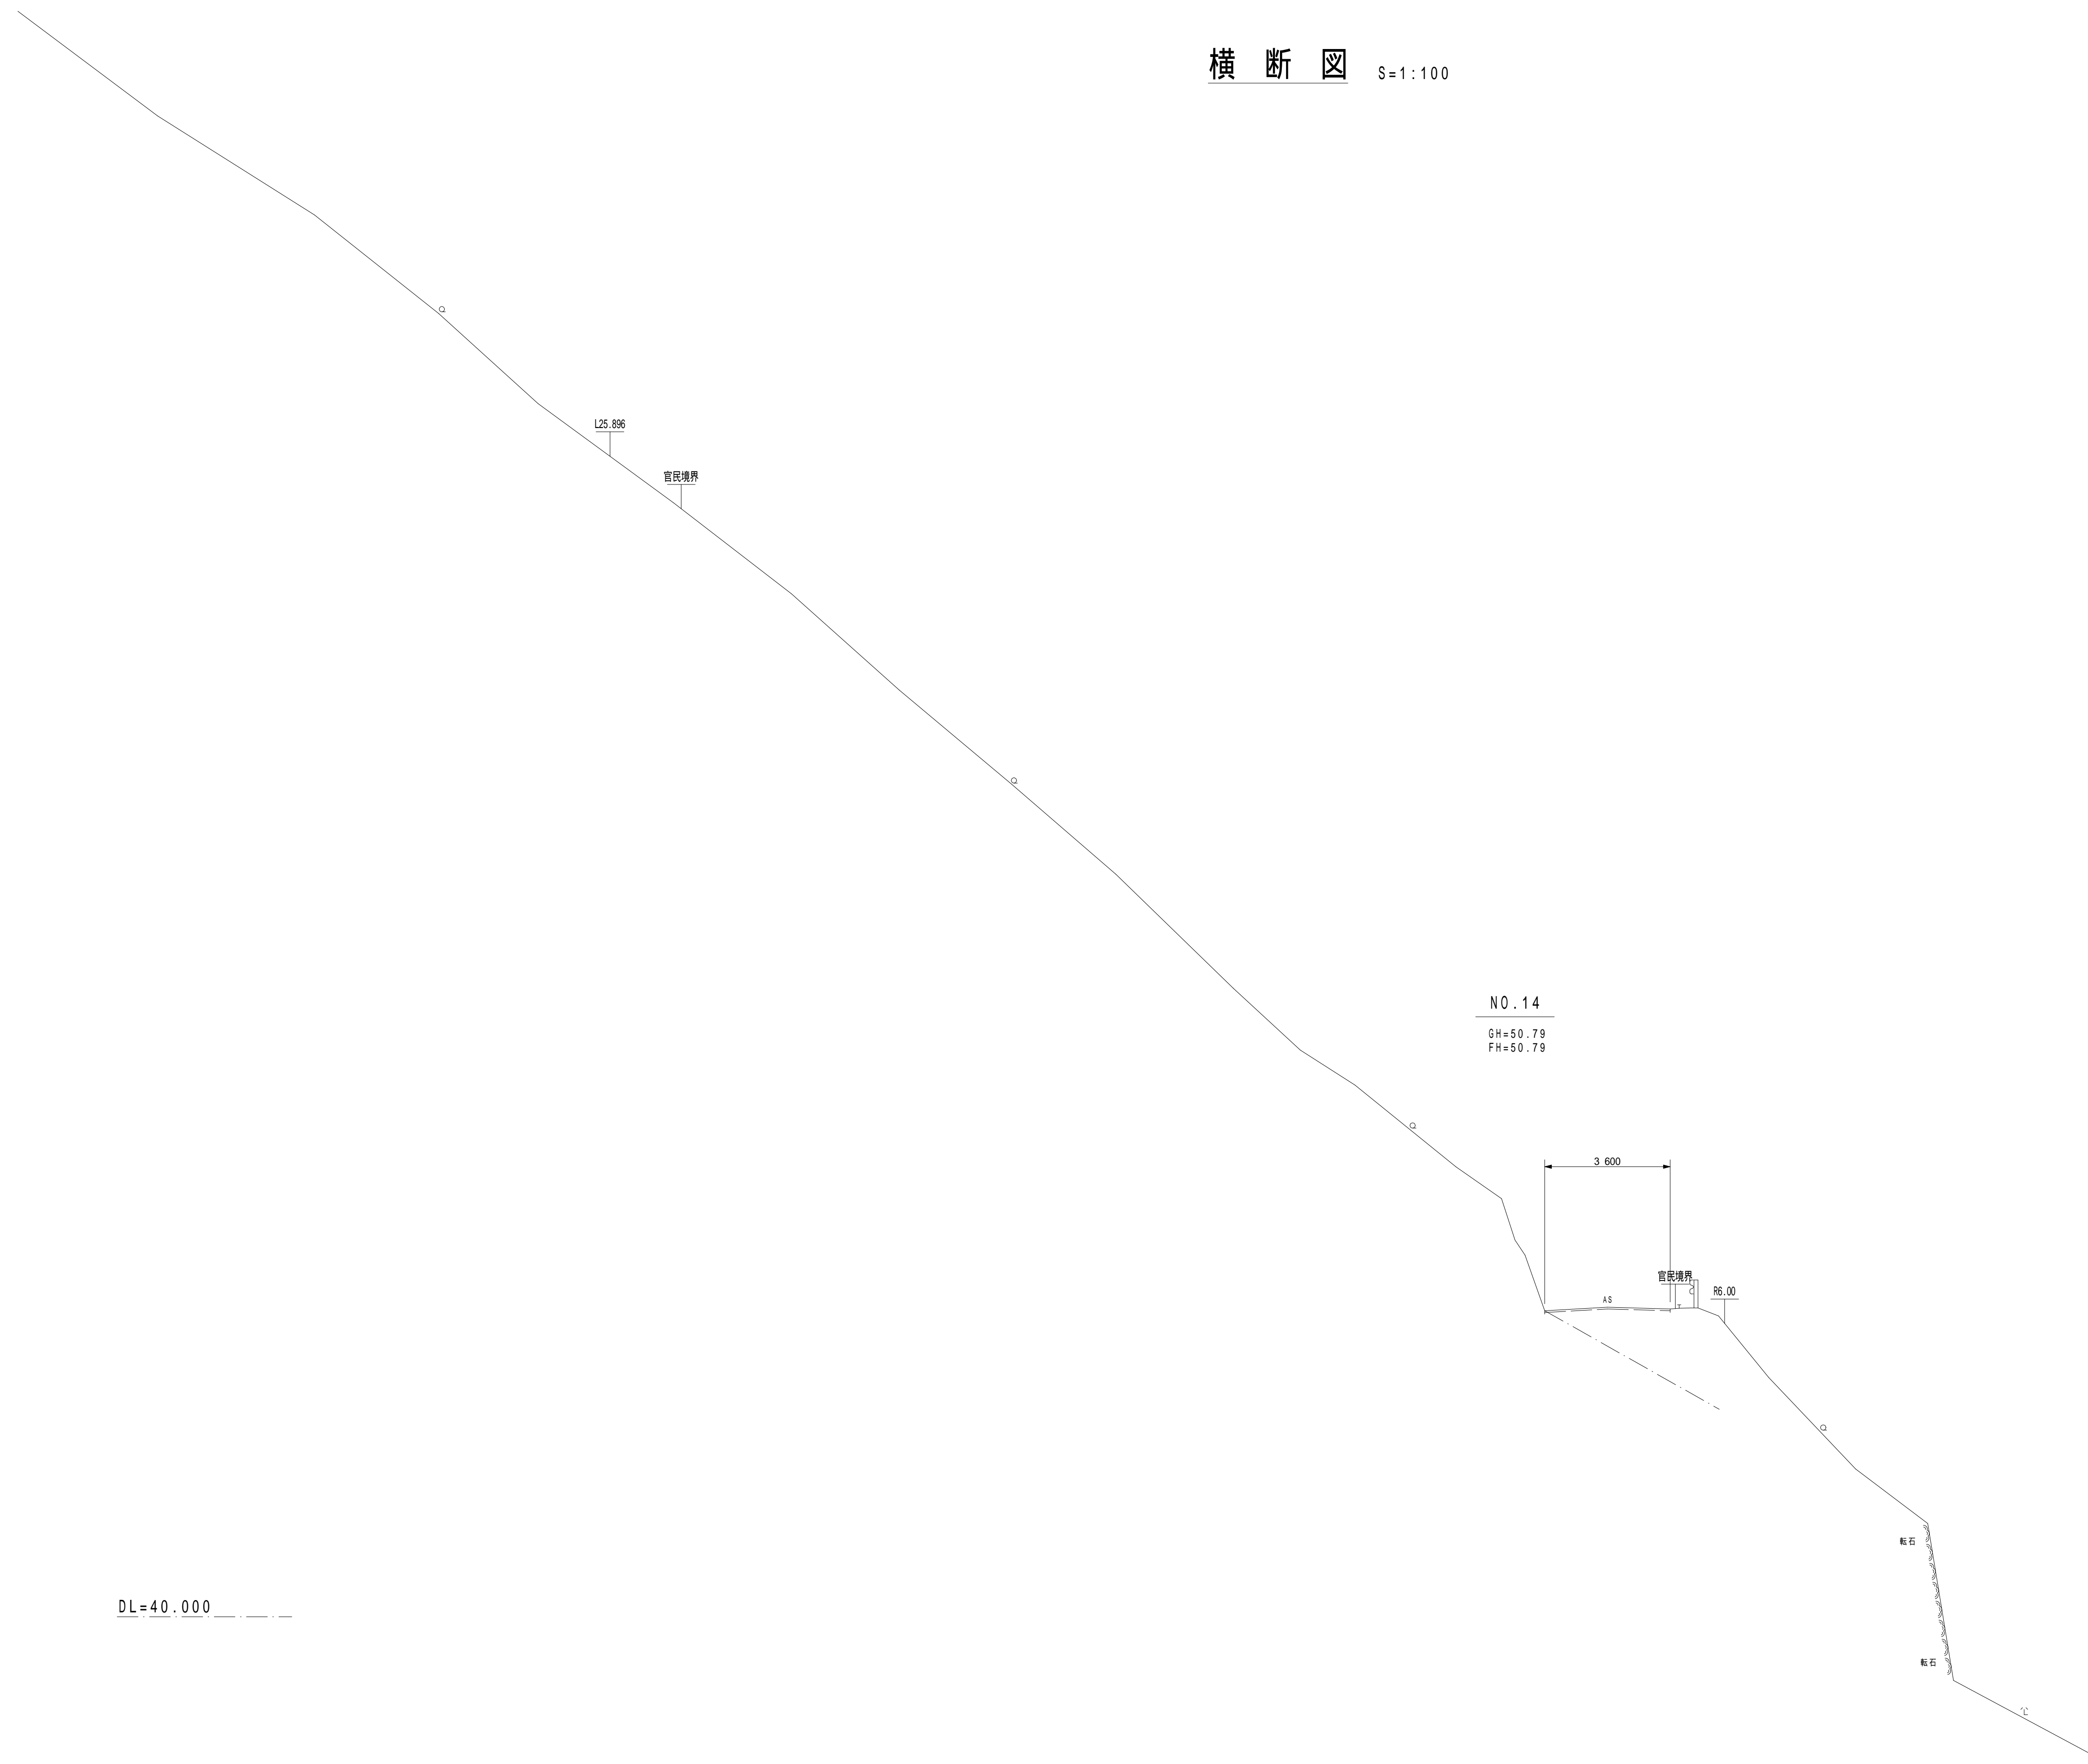 横 断 図 S=1:100
L25.896
官民境界
NO.14
GH=50.79
FH=50.79
3 600
官民境界
R6.00
AS
転石
DL=40.000
転石